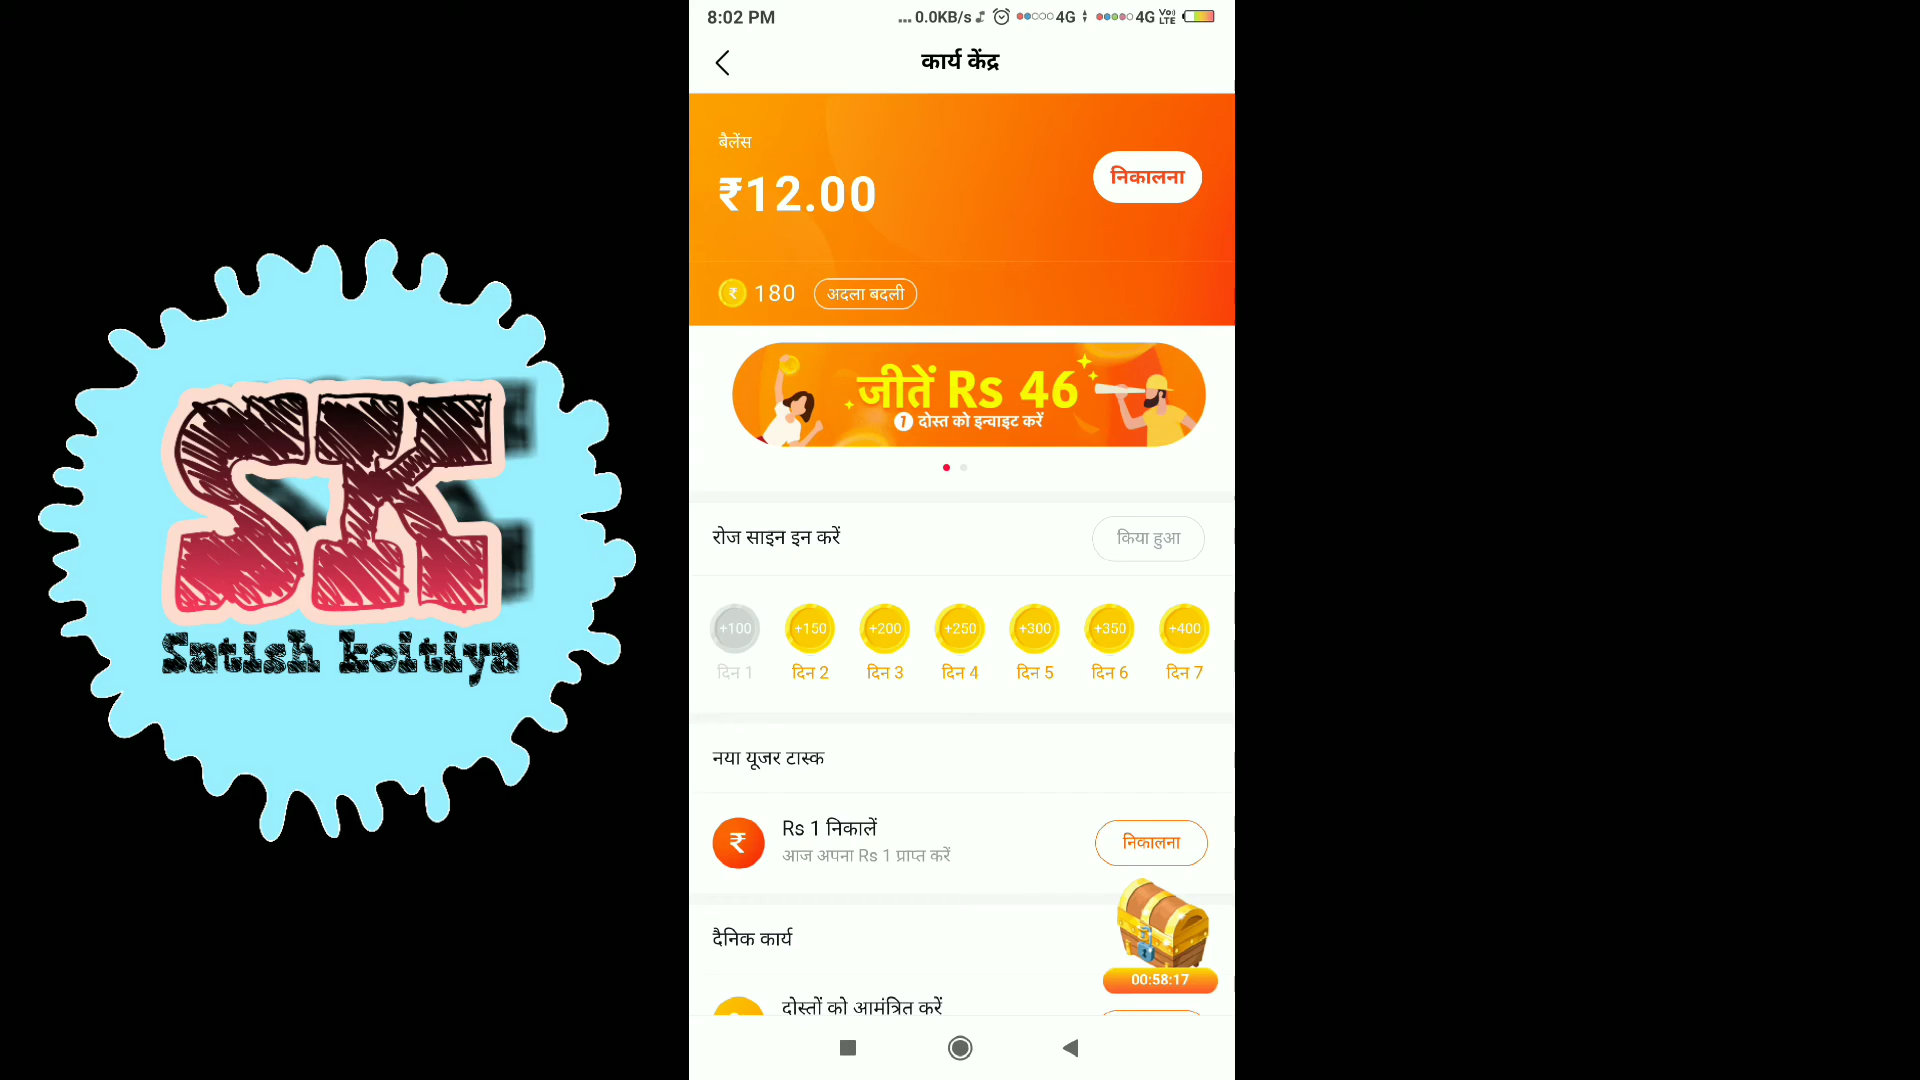 8:02 PM
... 0.0KB/s 4G 4G Vo) LTE
कार्य केंद्र
बैलेंस
₹12.00
निकालना
₹ 180 अदला बदली
जीतें Rs 46
1 दोस्त को इन्वाइट करें
रोज साइन इन करें
किया हुआ
+100 +150 +200 +250 +300 +350 +400
दिन 1 दिन 2 दिन 3 दिन 4 दिन 5 दिन 6 दिन 7
नया यूजर टास्क
₹
Rs 1 निकालें
आज अपना Rs 1 प्राप्त करें
निकालना
दैनिक कार्य
00:58:17
दोस्तों को आमंत्रित करें
SK
Satish koitiya